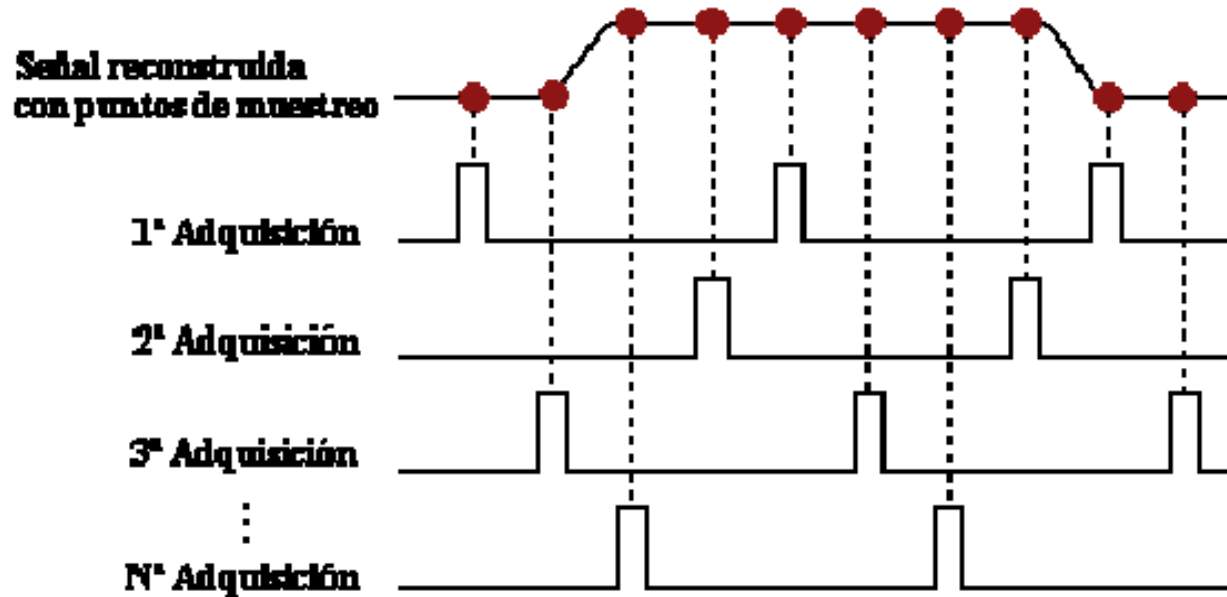 Señal reconstruida
con puntos de muestreo
1ª Adquisición
2ª Adquisición
3ª Adquisición
⋮
Nª Adquisición